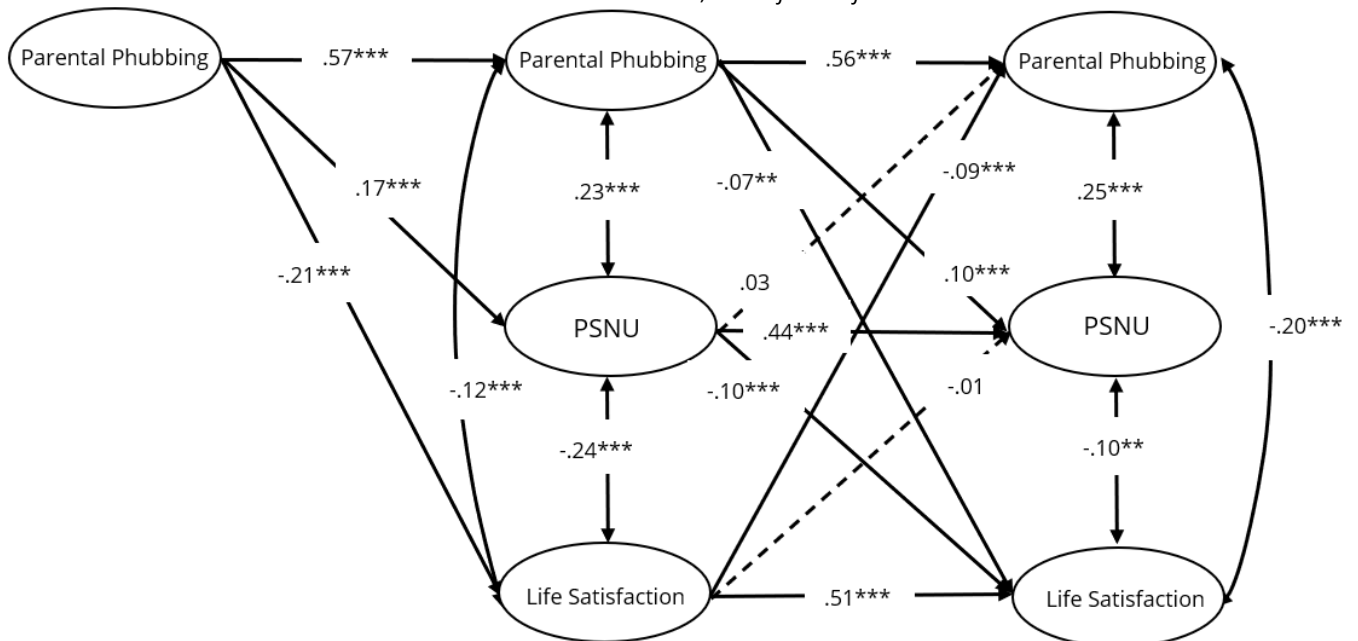 Parental Phubbing
.57***
Parental Phubbing
.56***
Parental Phubbing
.17***
.23***
-.07**
-.09***
.25***
-.21***
.03
.10***
PSNU
.44***
PSNU
-.20***
-.12***
-.10***
-.01
-.24***
-.10**
Life Satisfaction
.51***
Life Satisfaction